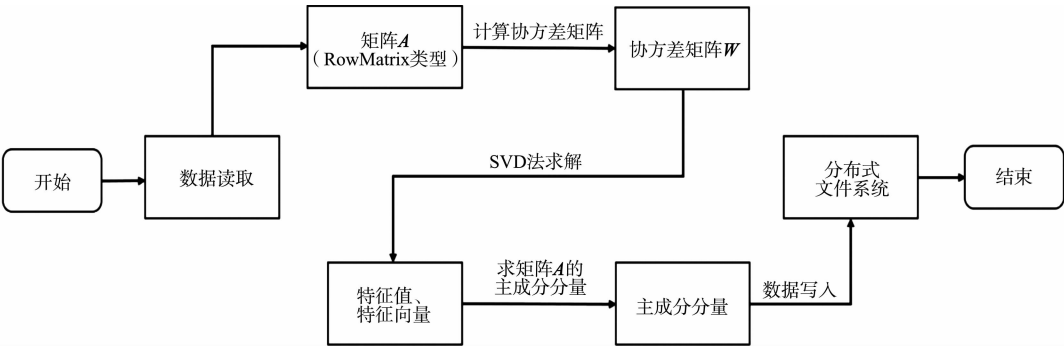 开始
数据读取
矩阵A
（RowMatrix类型）
计算协方差矩阵
协方差矩阵W
SVD法求解
特征值、
特征向量
求矩阵A的
主成分分量
主成分分量
数据写入
分布式
文件系统
结束